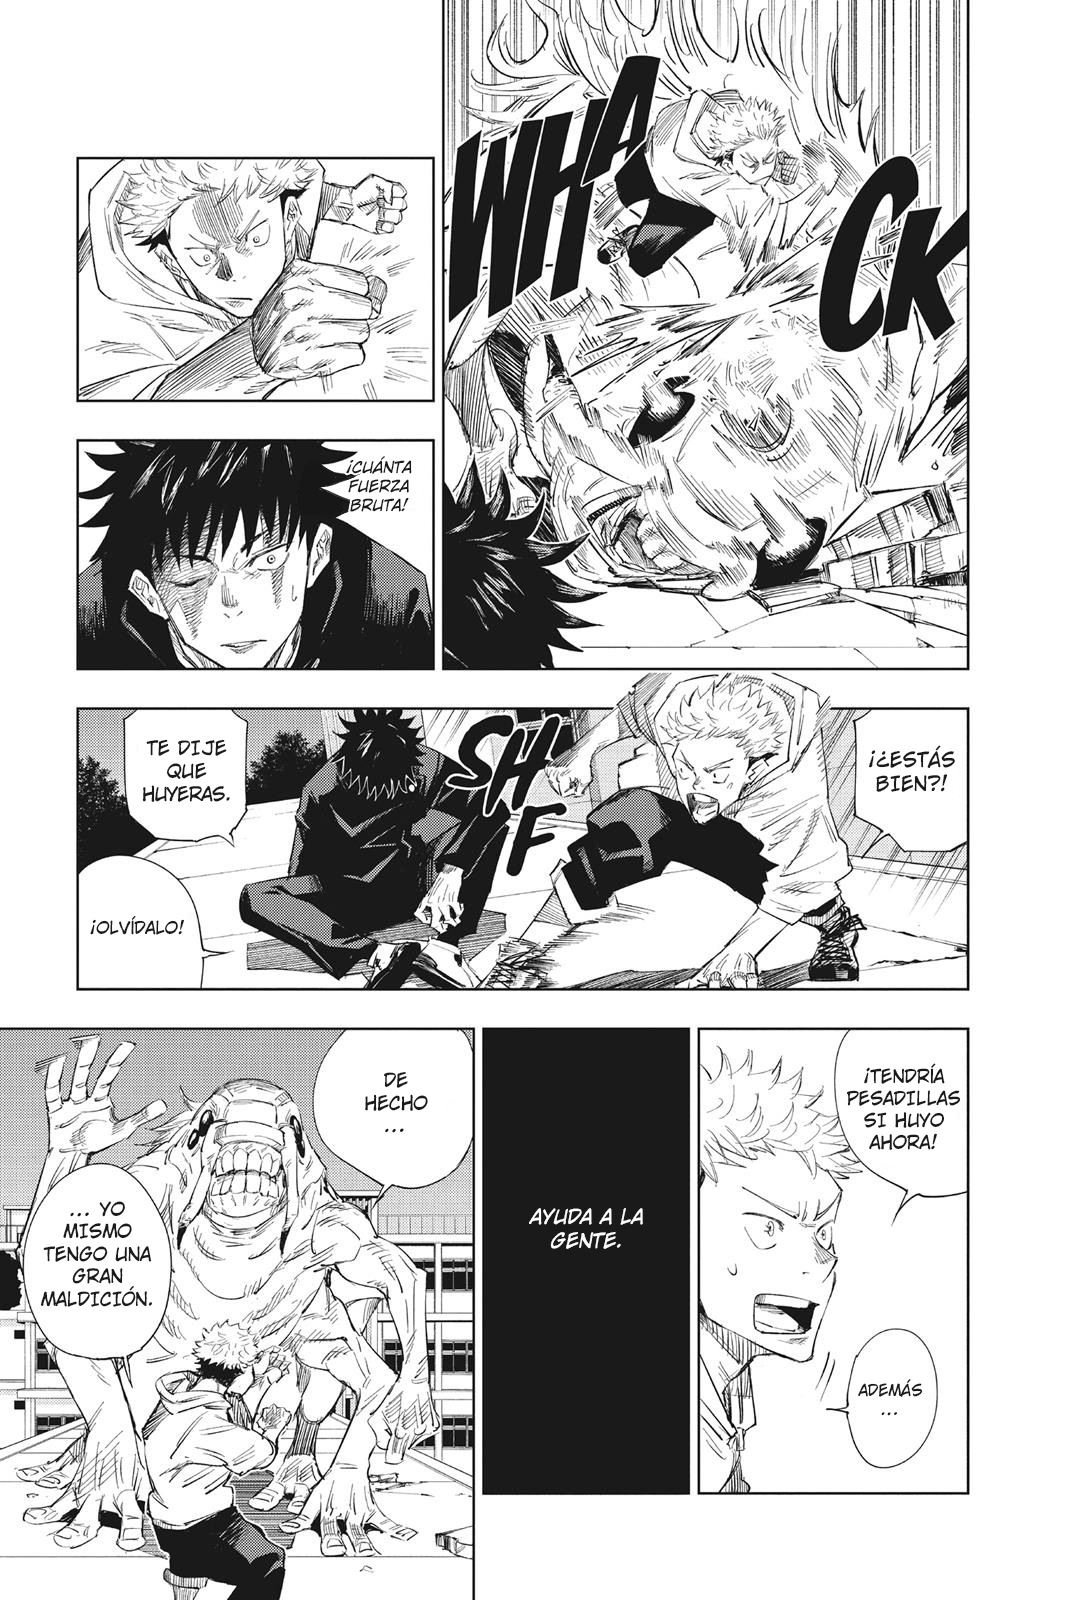 WHA
CK
¡CUÁNTA
FUERZA
BRUTA!
¡¿ESTÁS
BIEN?!
SH
F
TE DIJE
QUE
HUYERAS.
¡OLVÍDALO!
¡TENDRÍA
PESADILLAS
SI HUYO
AHORA!
ADEMÁS
...
AYUDA A LA
GENTE.
DE
HECHO
...
... YO
MISMO
TENGO UNA
GRAN
MALDICIÓN.